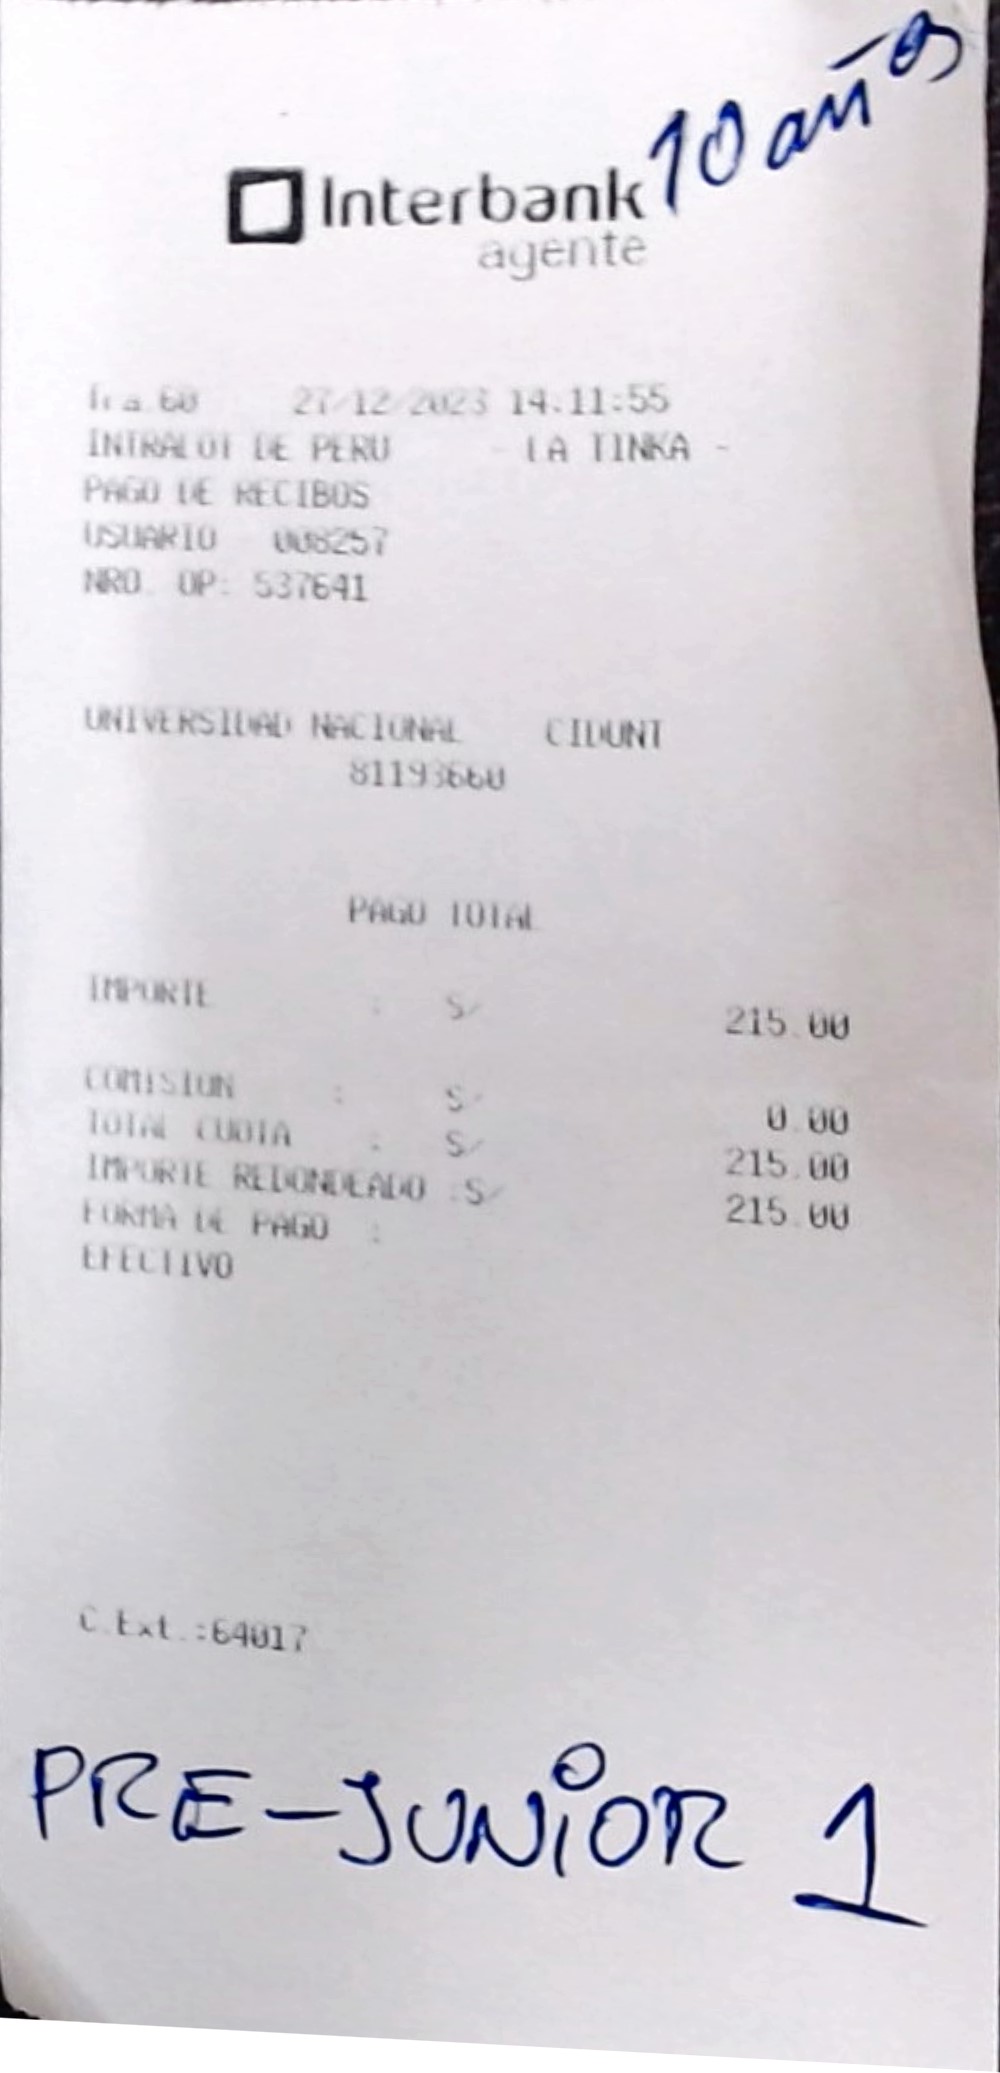 10 años
Interbank
agente
Tra.60 27/12/2023 14:11:55
INTRALOT DE PERU - LA TINKA -
PAGO DE RECIBOS
USUARIO 008257
NRO. OP: 537641
UNIVERSIDAD NACIONAL CIDUNT
81193660
PAGO TOTAL
IMPORTE : S/ 215.00
COMISION : S/ 0.00
TOTAL CUOTA : S/ 215.00
IMPORTE REDONDEADO :S/ 215.00
FORMA DE PAGO :
EFECTIVO
C.Ext.:64017
PRE-JUNIOR 1